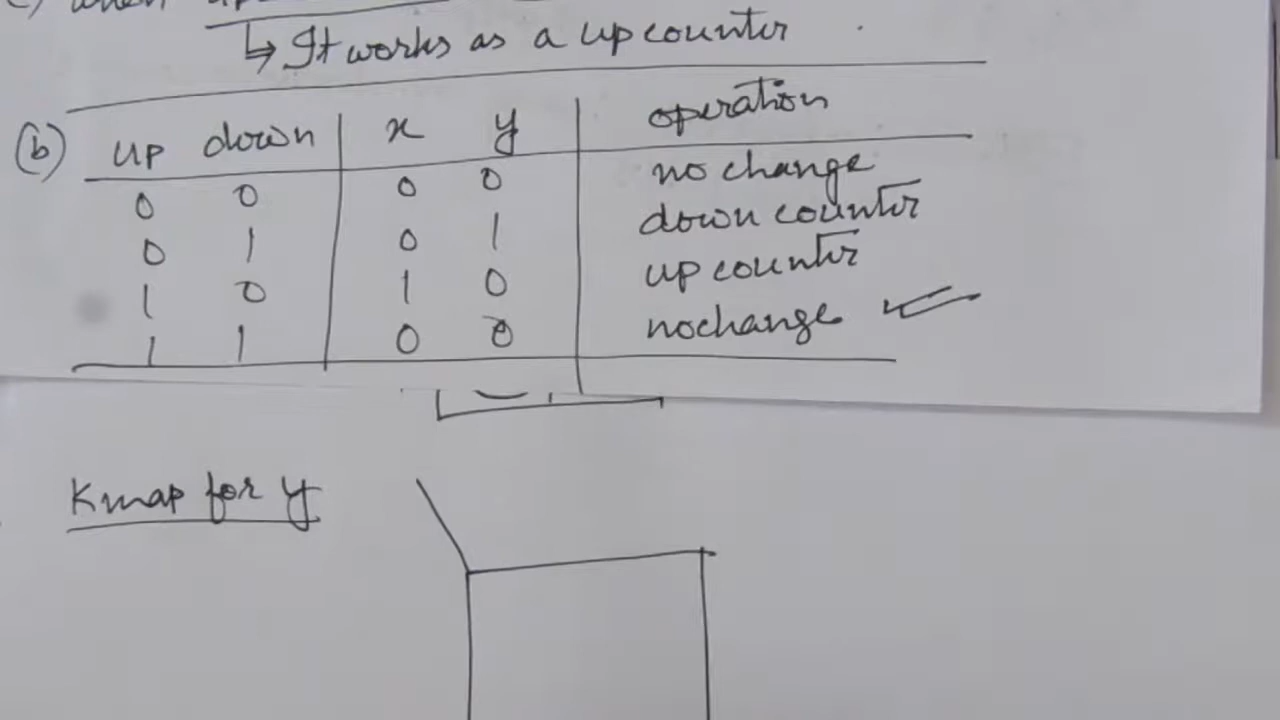 ↳ It works as a up counter
(b) up down x y operation
0 0 0 0 no change
0 1 0 1 down counter
1 0 1 0 up counter
1 1 0 0 nochange
Kmap for y